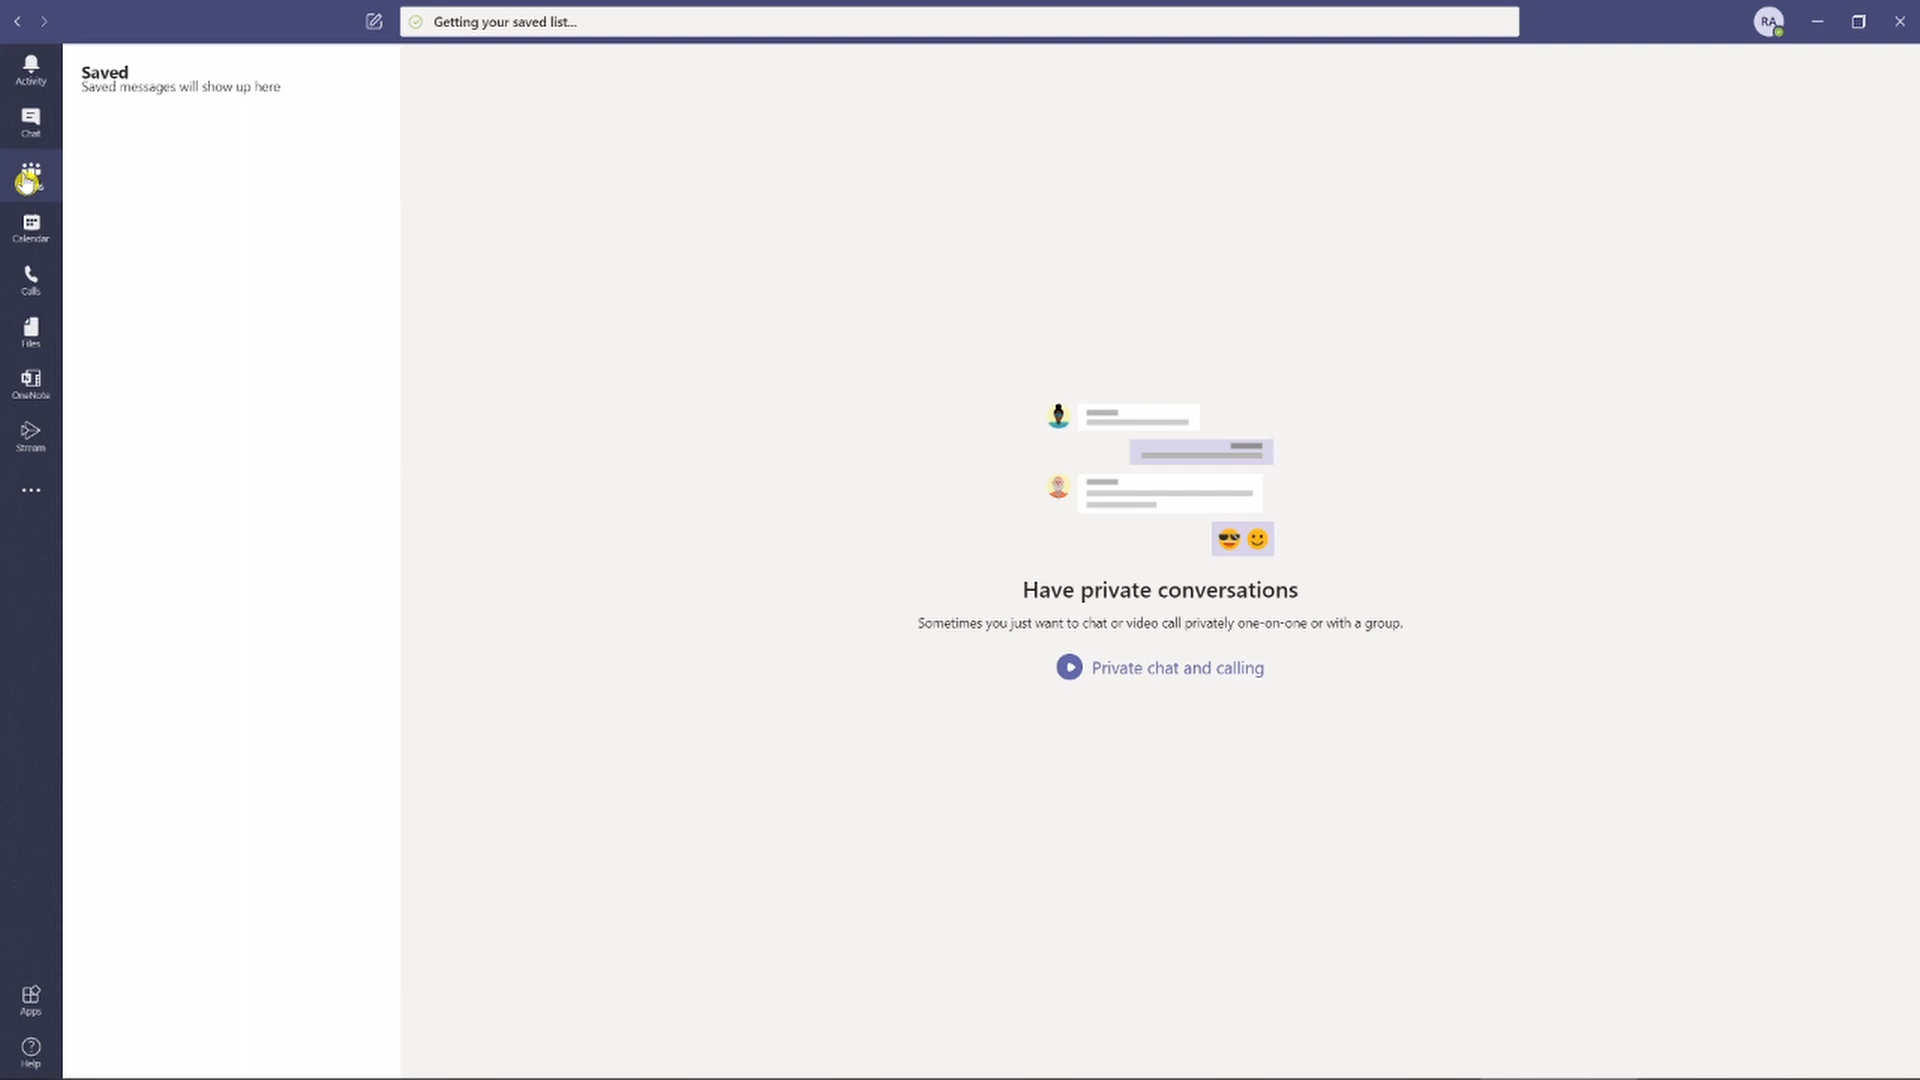 Getting your saved list...
RA
Activity
Chat
Calendar
Calls
Files
OneNote
Stream
Apps
Help
Saved
Saved messages will show up here
Have private conversations
Sometimes you just want to chat or video call privately one-on-one or with a group.
Private chat and calling